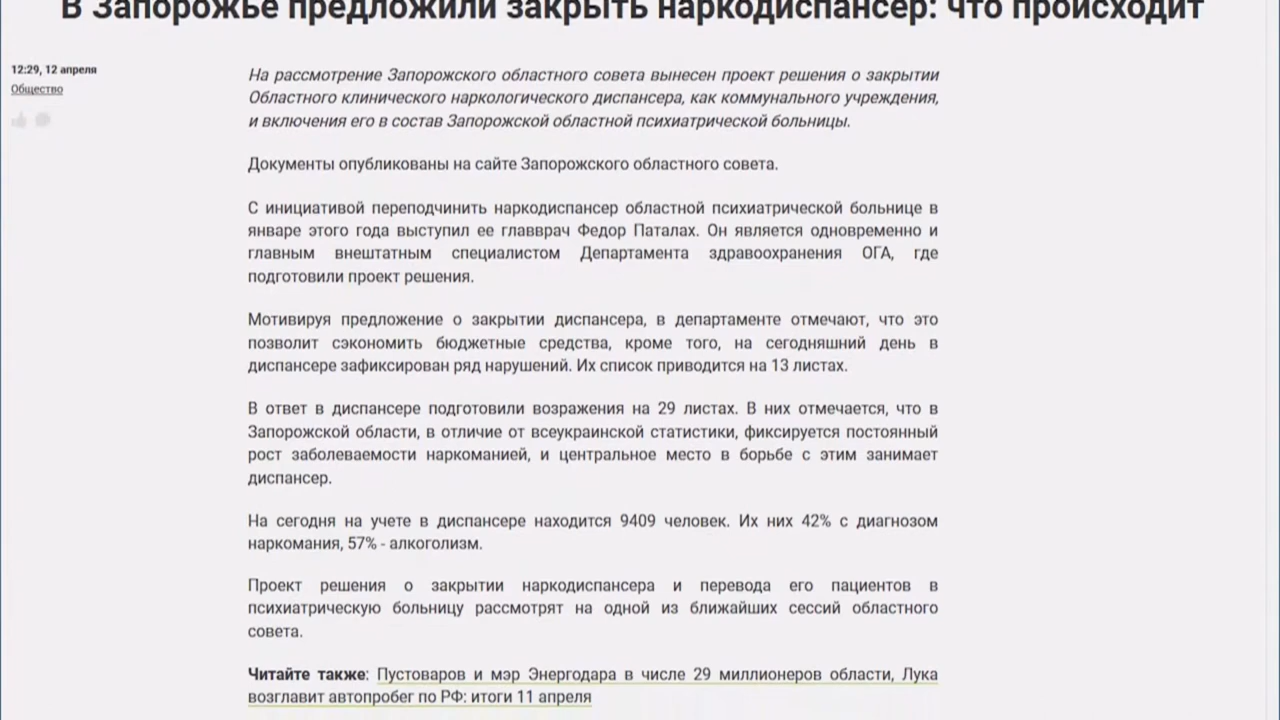 В Запорожье предложили закрыть наркодиспансер: что происходит
12:29, 12 апреля
Общество
На рассмотрение Запорожского областного совета вынесен проект решения о закрытии
Областного клинического наркологического диспансера, как коммунального учреждения,
и включения его в состав Запорожской областной психиатрической больницы.
Документы опубликованы на сайте Запорожского областного совета.
С инициативой переподчинить наркодиспансер областной психиатрической больнице в
январе этого года выступил ее главврач Федор Паталах. Он является одновременно и
главным внештатным специалистом Департамента здравоохранения ОГА, где
подготовили проект решения.
Мотивируя предложение о закрытии диспансера, в департаменте отмечают, что это
позволит сэкономить бюджетные средства, кроме того, на сегодняшний день в
диспансере зафиксирован ряд нарушений. Их список приводится на 13 листах.
В ответ в диспансере подготовили возражения на 29 листах. В них отмечается, что в
Запорожской области, в отличие от всеукраинской статистики, фиксируется постоянный
рост заболеваемости наркоманией, и центральное место в борьбе с этим занимает
диспансер.
На сегодня на учете в диспансере находится 9409 человек. Их них 42% с диагнозом
наркомания, 57% - алкоголизм.
Проект решения о закрытии наркодиспансера и перевода его пациентов в
психиатрическую больницу рассмотрят на одной из ближайших сессий областного
совета.
Читайте также: Пустоваров и мэр Энергодара в числе 29 миллионеров области, Лука
возглавит автопробег по РФ: итоги 11 апреля